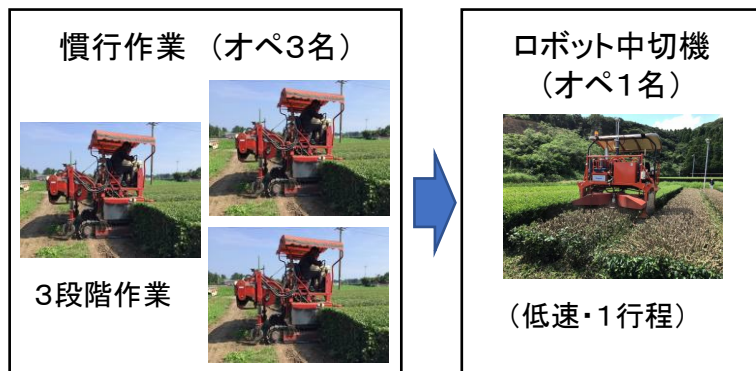 慣行作業 (オペ3名)
3段階作業
ロボット中切機
(オペ1名)
(低速・1行程)